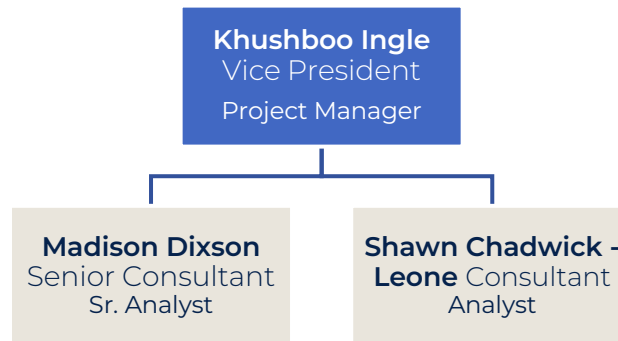 Khushboo Ingle
Vice President
Project Manager
Madison Dixson
Senior Consultant
Sr. Analyst
Shawn Chadwick -
Leone Consultant
Analyst